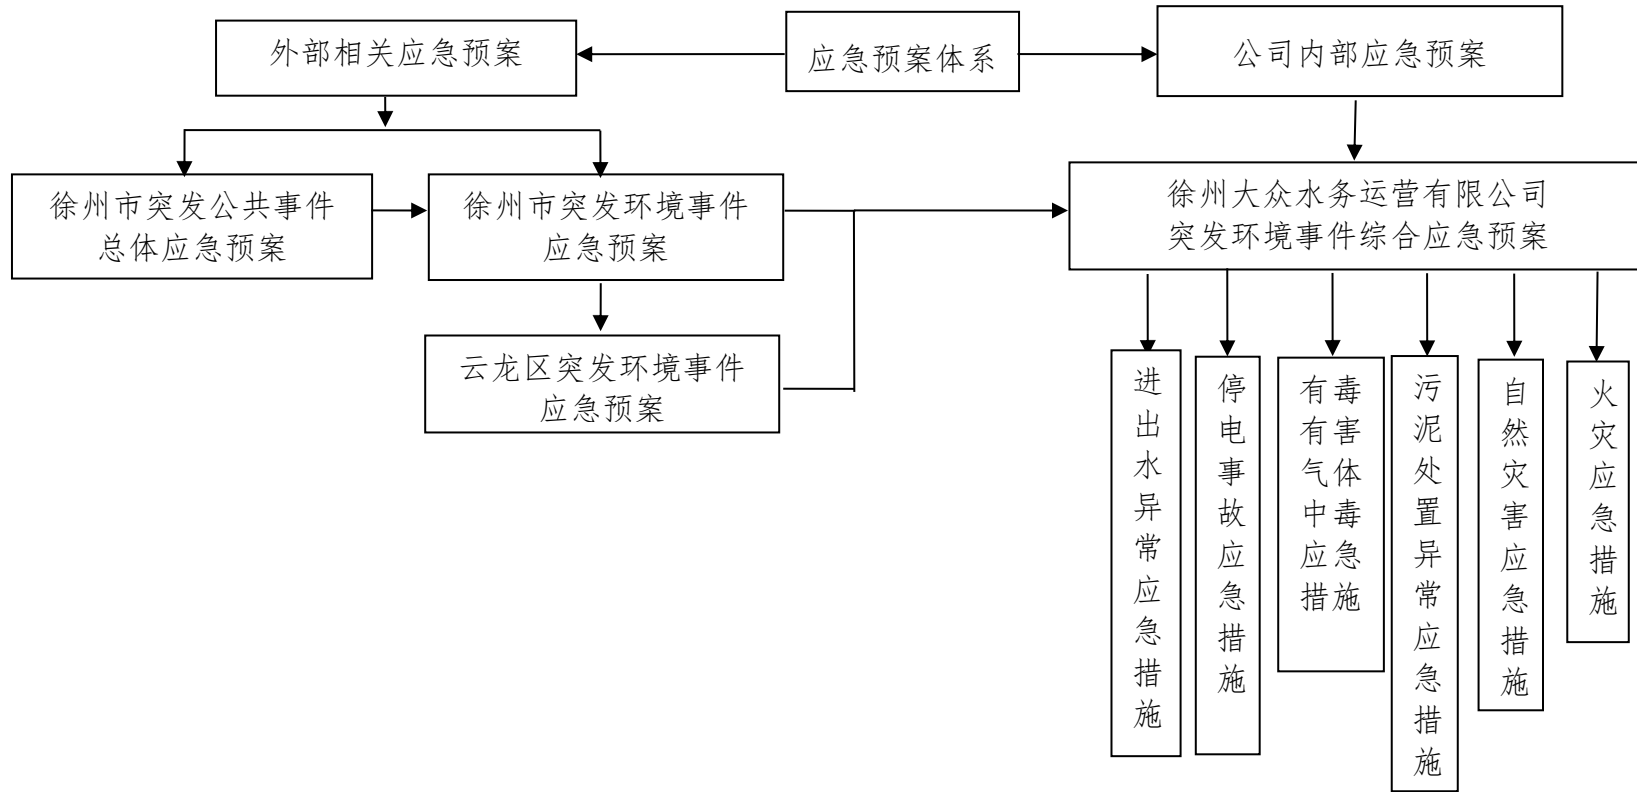 外部相关应急预案
应急预案体系
公司内部应急预案
徐州市突发公共事件
总体应急预案
徐州市突发环境事件
应急预案
徐州大众水务运营有限公司
突发环境事件综合应急预案
云龙区突发环境事件
应急预案
进出水异常应急措施
停电事故应急措施
有毒
有害
气体
中毒
应急
措施
污泥处置异常应急措施
自然灾害应急措施
火灾应急措施